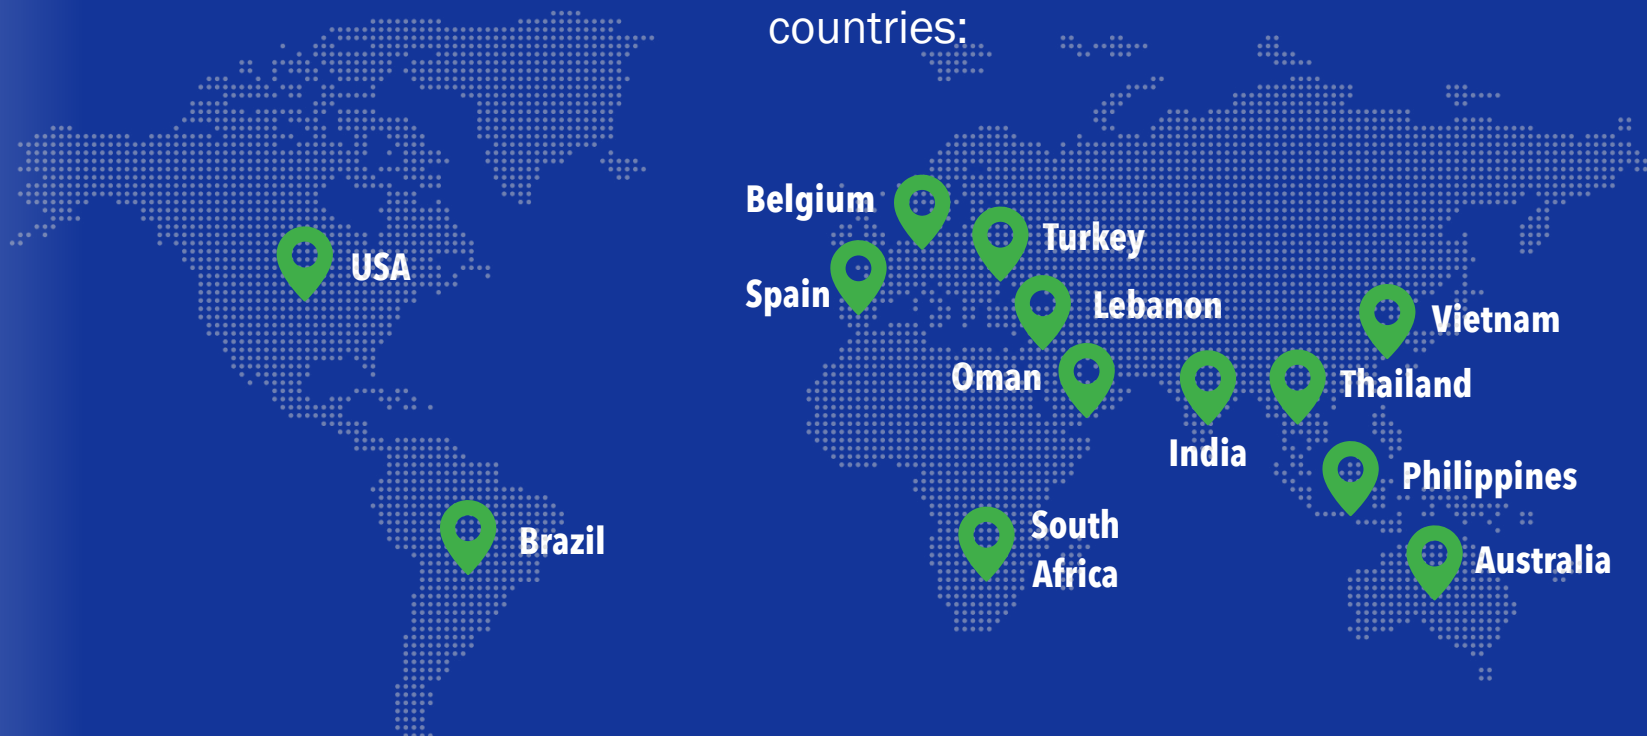 countries:
Belgium
Turkey
USA
Spain
Lebanon
Vietnam
Oman
Thailand
India
Philippines
South
Africa
Brazil
Australia